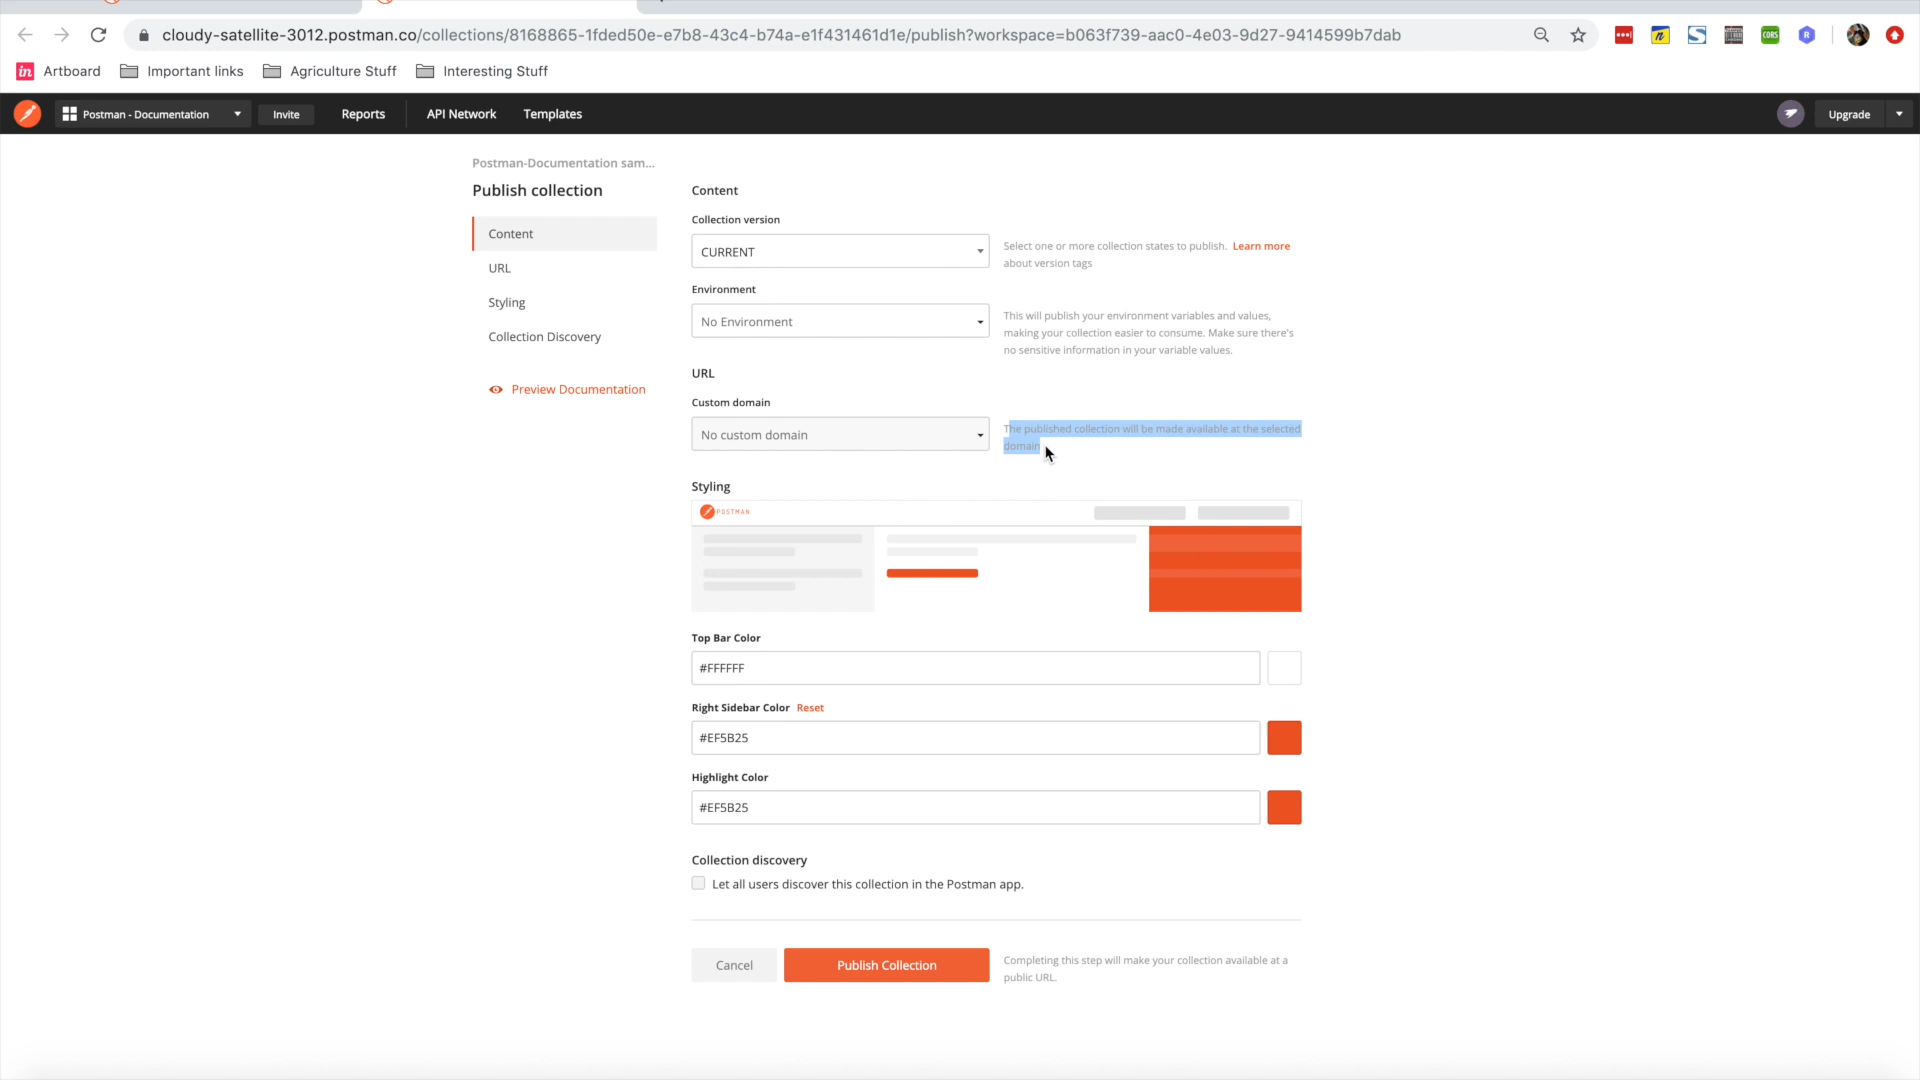 cloudy-satellite-3012.postman.co/collections/8168865-1fded50e-e7b8-43c4-b74a-e1f431461d1e/publish?workspace=b063f739-aac0-4e03-9d27-9414599b7dab
CORS
R
in Artboard
Important links
Agriculture Stuff
Interesting Stuff
Postman - Documentation
Invite
Reports
API Network
Templates
Upgrade
Postman-Documentation sam...
Publish collection
Content
URL
Styling
Collection Discovery
Preview Documentation
Content
Collection version
CURRENT
Select one or more collection states to publish. Learn more
about version tags
Environment
No Environment
This will publish your environment variables and values,
making your collection easier to consume. Make sure there's
no sensitive information in your variable values.
URL
Custom domain
No custom domain
The published collection will be made available at the selected
domain
Styling
POSTMAN
Top Bar Color
#FFFFFF
Right Sidebar Color Reset
#EF5B25
Highlight Color
#EF5B25
Collection discovery
Let all users discover this collection in the Postman app.
Cancel
Publish Collection
Completing this step will make your collection available at a
public URL.